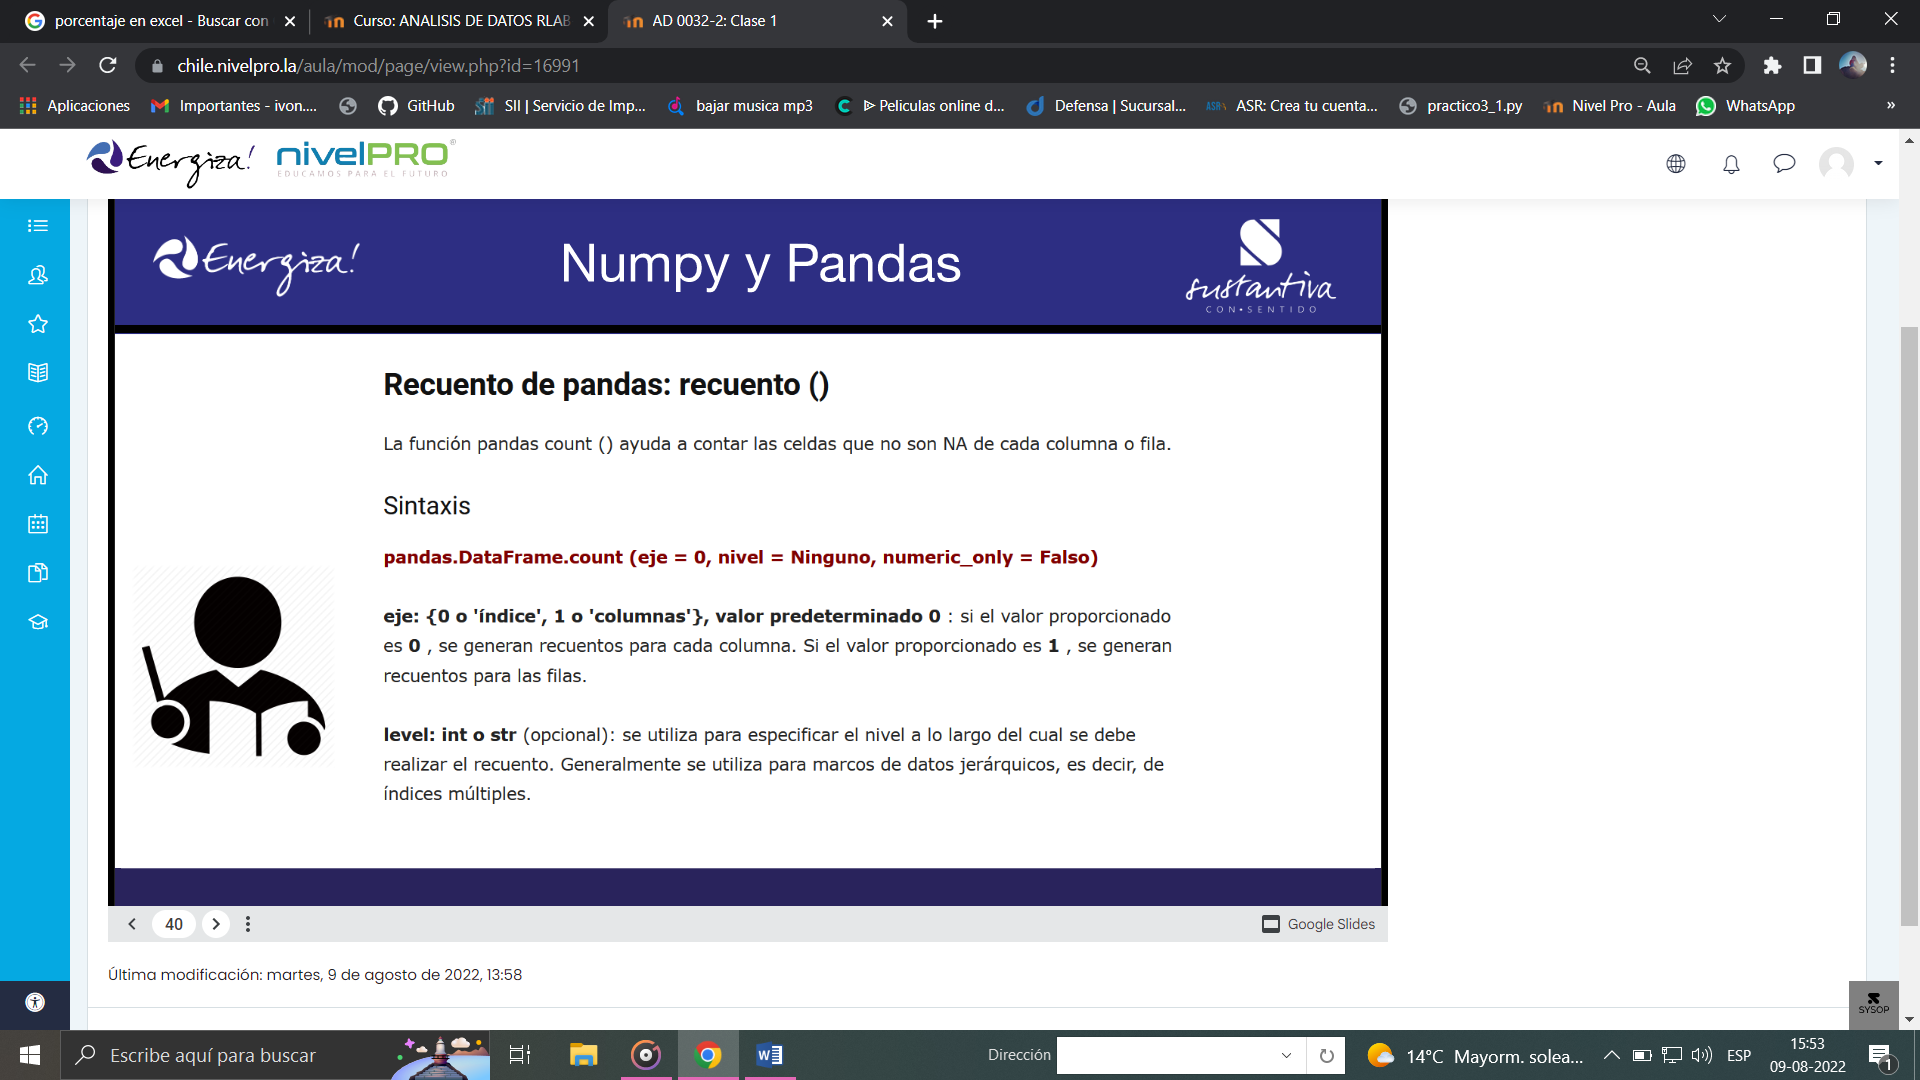 porcentaje en excel - Buscar con
Curso: ANALISIS DE DATOS RLAB
AD 0032-2: Clase 1
chile.nivelpro.la/aula/mod/page/view.php?id=16991
Aplicaciones
Importantes - ivon....
GitHub
SII | Servicio de Imp...
bajar musica mp3
Peliculas online d...
Defensa | Sucursal...
ASR: Crea tu cuenta...
practico3_1.py
Nivel Pro - Aula
WhatsApp
»
Energiza!
nivelPRO
EDUCAMOS PARA EL FUTURO
Energiza!
Numpy y Pandas
sustantiva
CON•SENTIDO
Recuento de pandas: recuento ()
La función pandas count () ayuda a contar las celdas que no son NA de cada columna o fila.
Sintaxis
pandas.DataFrame.count (eje = 0, nivel = Ninguno, numeric_only = Falso)
eje: {0 o 'índice', 1 o 'columnas'}, valor predeterminado 0 : si el valor proporcionado
es 0 , se generan recuentos para cada columna. Si el valor proporcionado es 1 , se generan
recuentos para las filas.
level: int o str (opcional): se utiliza para especificar el nivel a lo largo del cual se debe
realizar el recuento. Generalmente se utiliza para marcos de datos jerárquicos, es decir, de
índices múltiples.
40
Google Slides
Última modificación: martes, 9 de agosto de 2022, 13:58
SYSOP
Escribe aquí para buscar
Dirección
14°C Mayorm. solea...
ESP
15:53
09-08-2022
1